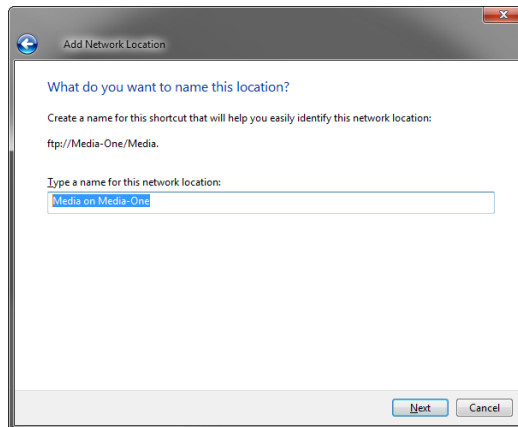 Add Network Location
What do you want to name this location?
Create a name for this shortcut that will help you easily identify this network location:
ftp://Media-One/Media.
Type a name for this network location:
Media on Media-One
Next
Cancel